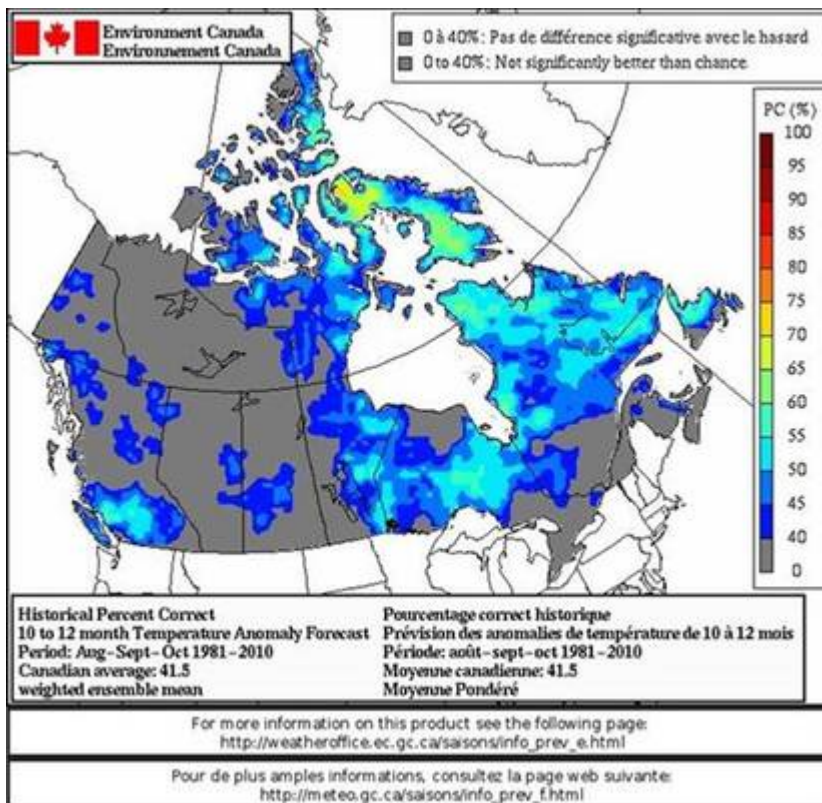 Environment Canada
Environnement Canada
0 à 40%: Pas de différence significative avec le hasard
0 to 40%: Not significantly better than chance
PC (%)
100
95
90
85
80
75
70
65
60
55
50
45
40
0
Historical Percent Correct
10 to 12 month Temperature Anomaly Forecast
Period: Aug-Sept-Oct 1981-2010
Canadian average: 41.5
weighted ensemble mean
Pourcentage correct historique
Prévision des anomalies de température de 10 à 12 mois
Période: août-sept-oct 1981-2010
Moyenne canadienne: 41.5
Moyenne Pondéré
For more information on this product see the following page:
http://weatheroffice.ec.gc.ca/saisons/info_prev_e.html
Pour de plus amples informations, consultez la page web suivante:
http://meteo.gc.ca/saisons/info_prev_f.html